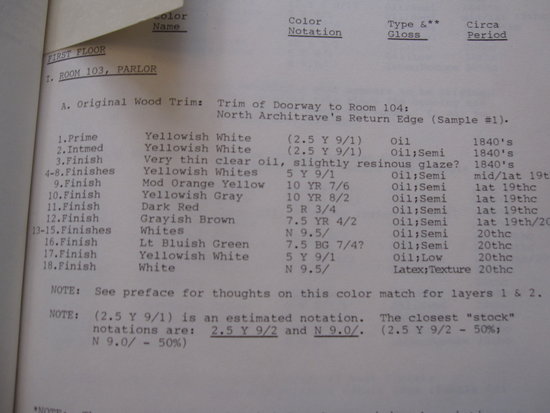 Color Color Type &** Circa
Name Notation Gloss Period
FIRST FLOOR
I. ROOM 103, PARLOR
A. Original Wood Trim: Trim of Doorway to Room 104:
North Architrave's Return Edge (Sample #1).
1.Prime Yellowish White (2.5 Y 9/1) Oil 1840's
2.Intmed Yellowish White (2.5 Y 9/1) Oil;Semi 1840's
3.Finish Very thin clear oil, slightly resinous glaze? 1840's
4-8.Finishes Yellowish Whites 5 Y 9/1 Oil;Semi mid/lat 19t
9.Finish Mod Orange Yellow 10 YR 7/6 Oil;Semi lat 19thc
10.Finish Yellowish Gray 10 YR 8/2 Oil;Semi lat 19thc
11.Finish Dark Red 5 R 3/4 Oil;Semi lat 19thc
12.Finish Grayish Brown 7.5 YR 4/2 Oil;Semi lat 19th/20
13-15.Finishes Whites N 9.5/ Oil;Semi 20thc
16.Finish Lt Bluish Green 7.5 BG 7/4? Oil;Semi 20thc
17.Finish Yellowish White 5 Y 9/1 Oil;Low 20thc
18.Finish White N 9.5/ Latex;Texture 20thc
NOTE: See preface for thoughts on this color match for layers 1 & 2.
NOTE: (2.5 Y 9/1) is an estimated notation. The closest "stock"
notations are: 2.5 Y 9/2 and N 9.0/. (2.5 Y 9/2 - 50%;
N 9.0/ - 50%)